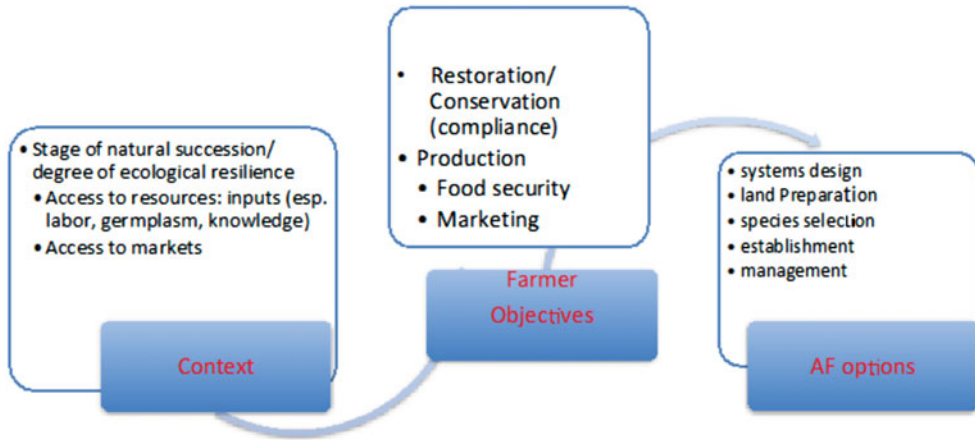 • Stage of natural succession/
degree of ecological resilience
• Access to resources: inputs (esp.
labor, germplasm, knowledge)
• Access to markets
Context
• Restoration/
Conservation
(compliance)
• Production
• Food security
• Marketing
Farmer
Objectives
• systems design
• land Preparation
• species selection
• establishment
• management
AF options